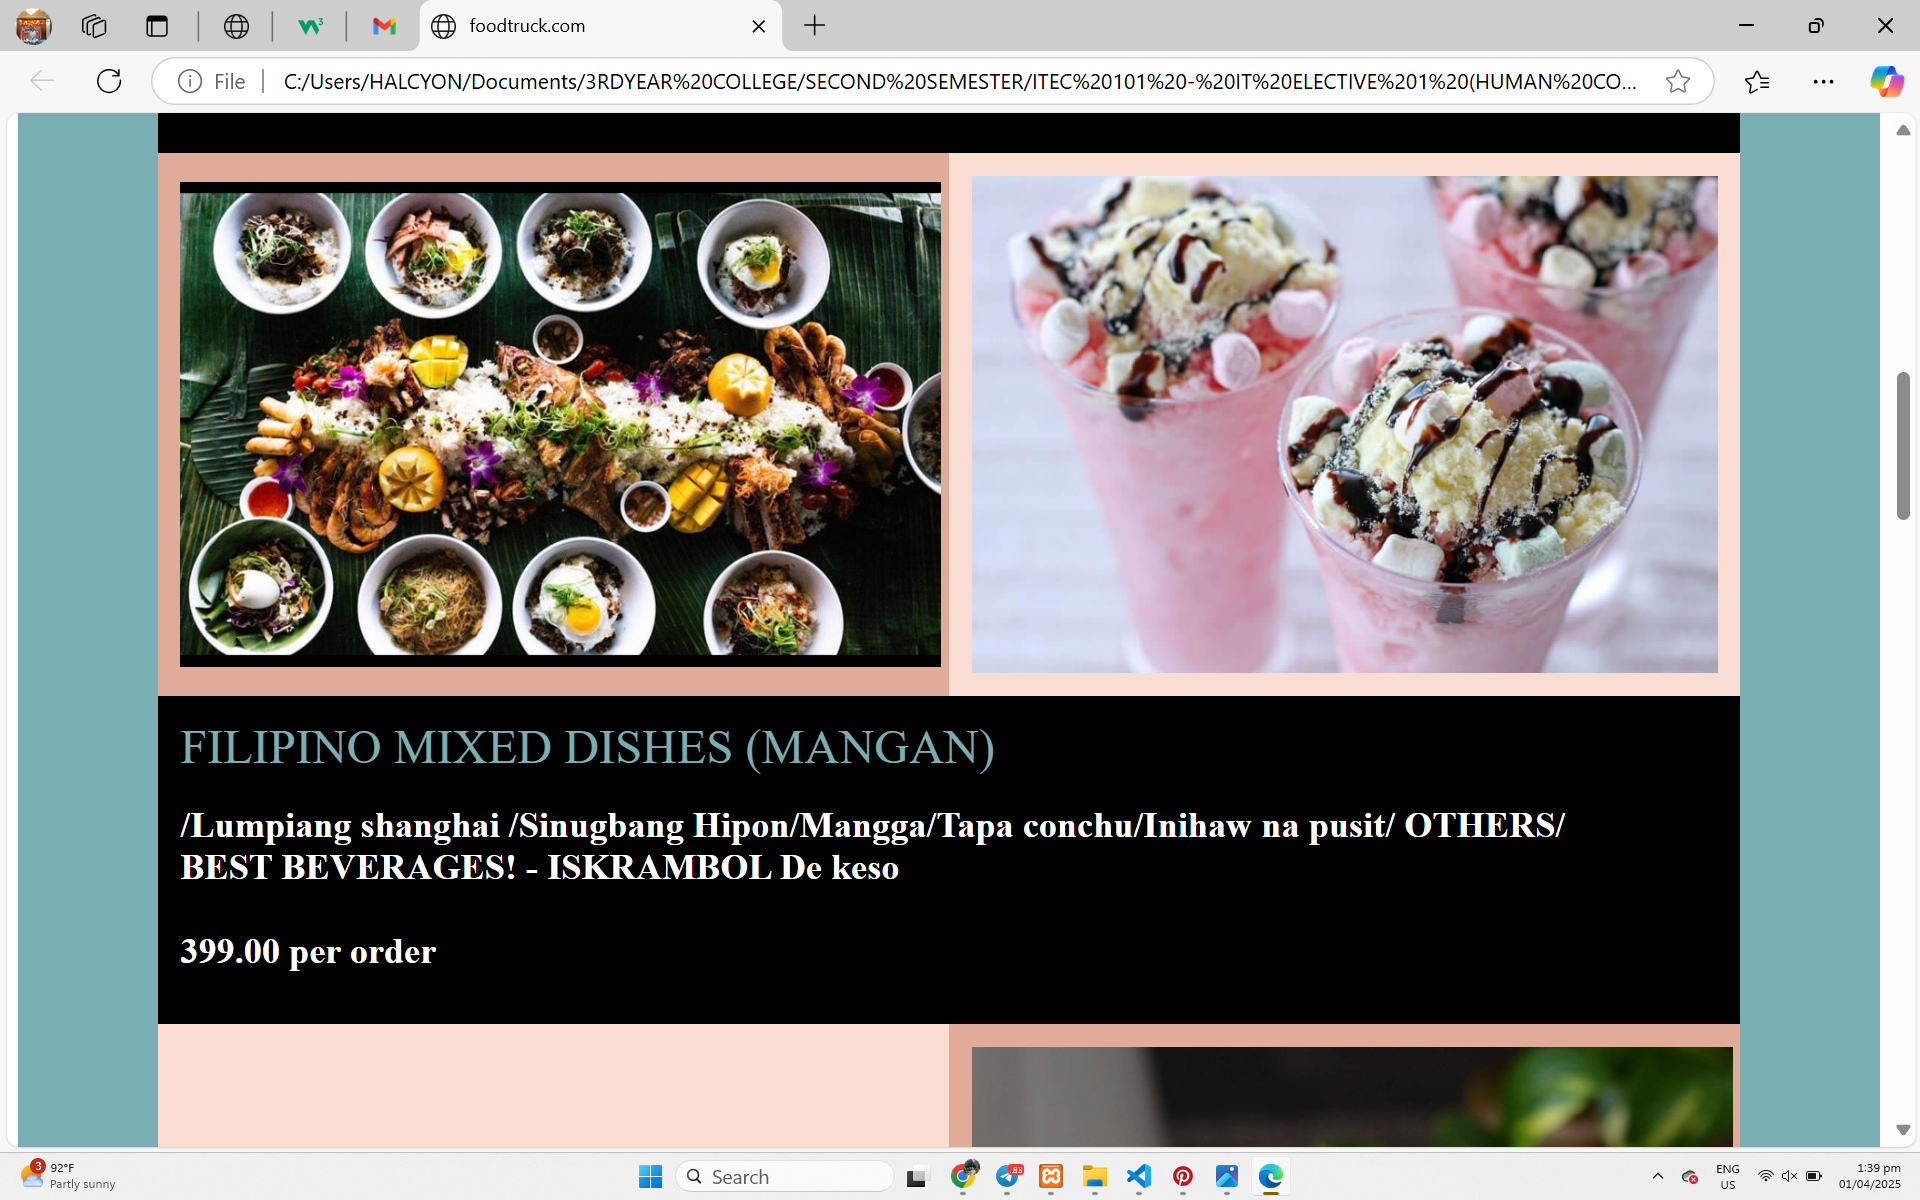 foodtruck.com
File
C:/Users/HALCYON/Documents/3RDYEAR%20COLLEGE/SECOND%20SEMESTER/ITEC%20101%20-%20IT%20ELECTIVE%201%20(HUMAN%20CO...
FILIPINO MIXED DISHES (MANGAN)
/Lumpiang shanghai /Sinugbang Hipon/Mangga/Tapa conchu/Inihaw na pusit/ OTHERS/
BEST BEVERAGES! - ISKRAMBOL De keso
399.00 per order
3
92°F
Partly sunny
Search
83
ENG
US
1:39 pm
01/04/2025